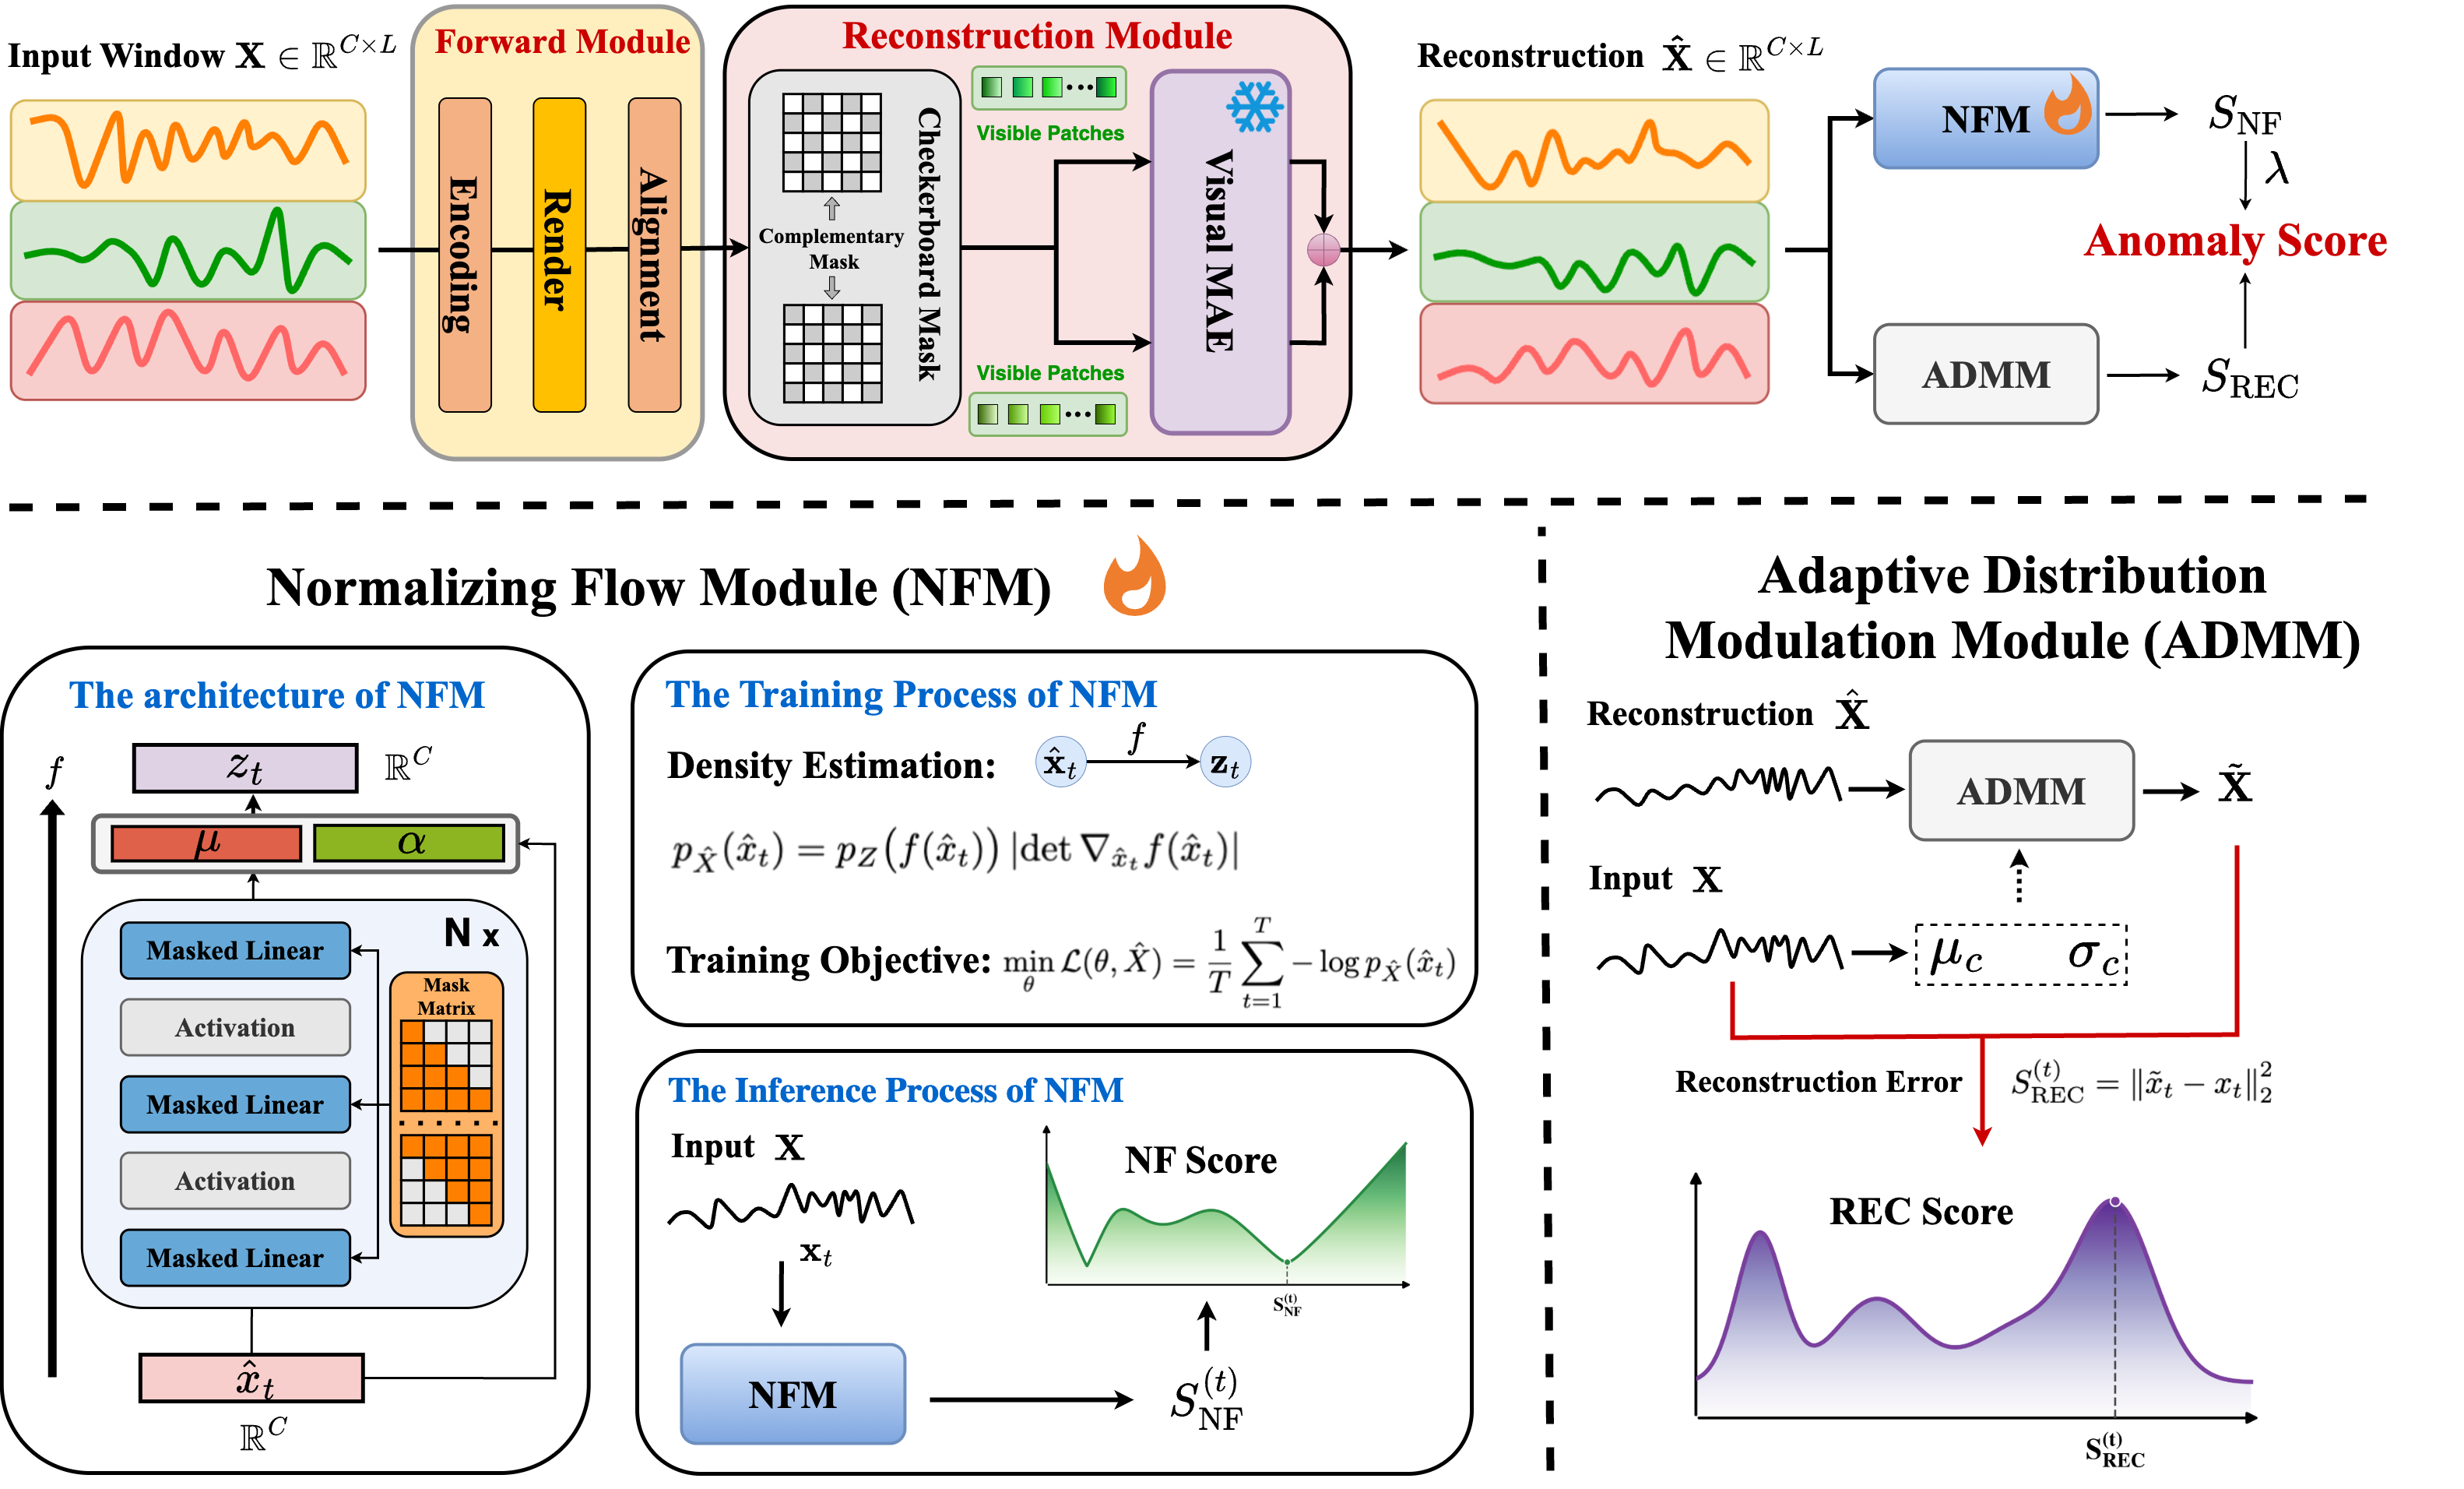 Input Window X ∈ ℝ^{C×L}
Forward Module
Encoding
Render
Alignment
Reconstruction Module
Complementary
Mask
Checkerboard Mask
Visible Patches
Visible Patches
Visual MAE
Reconstruction X̂ ∈ ℝ^{C×L}
NFM
S_NF
λ
Anomaly Score
ADMM
S_REC
Normalizing Flow Module (NFM)
The architecture of NFM
f
z_t
ℝ^C
μ
α
N x
Masked Linear
Activation
Masked Linear
Activation
Masked Linear
Mask
Matrix
x̂_t
ℝ^C
The Training Process of NFM
Density Estimation: x̂_t f z_t
p_X̂(x̂_t) = p_Z(f(x̂_t)) |det ∇_{x̂_t} f(x̂_t)|
Training Objective: min_θ ℒ(θ, X̂) = 1/T ∑_{t=1}^{T} − log p_X̂(x̂_t)
The Inference Process of NFM
Input X
x_t
NFM
S_NF^(t)
NF Score
S_NF^(t)
Adaptive Distribution
Modulation Module (ADMM)
Reconstruction X̂
ADMM
X̃
Input X
μ_c σ_c
Reconstruction Error S_REC^(t) = ‖x̃_t − x_t‖_2^2
REC Score
S_REC^(t)